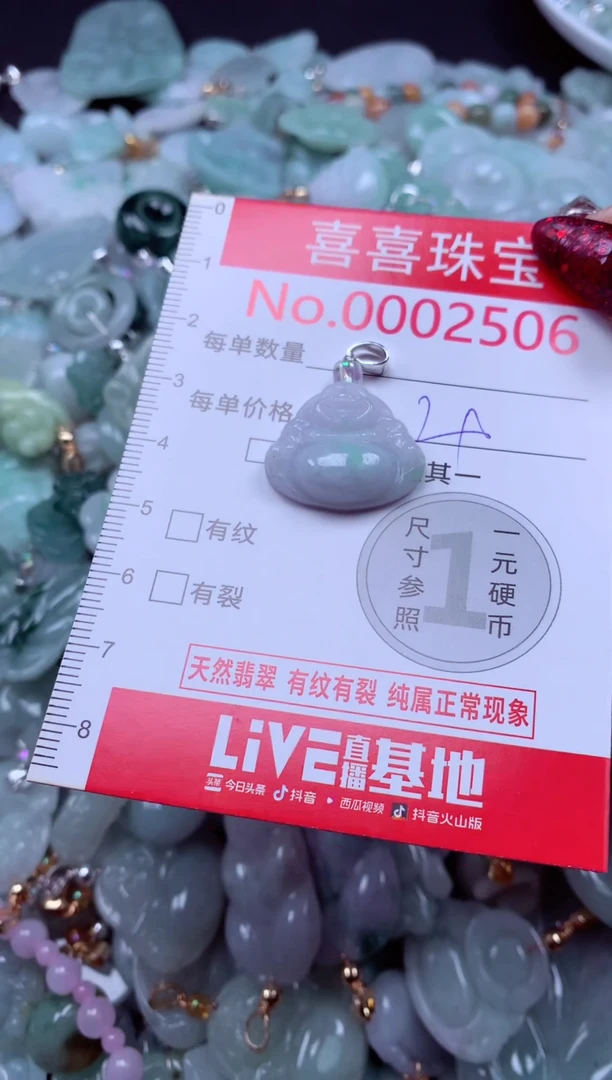 喜喜珠宝
No.0002506
每单数量
每单价格
其一
有纹
有裂
尺寸参照
1
一元硬币
天然翡翠 有纹有裂 纯属正常现象
LiVE直播基地
头条 今日头条 抖音 西瓜视频 抖音火山版
0
1
2
3
4
5
6
7
8